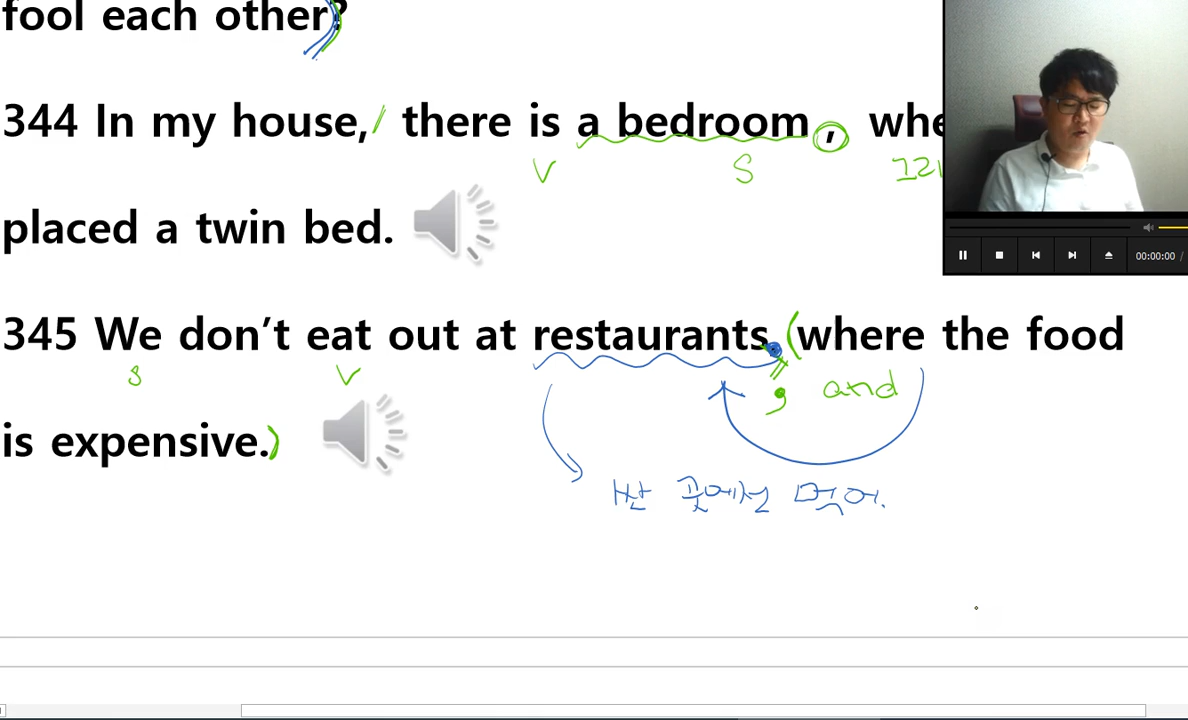 fool each other?
344 In my house, there is a bedroom, whe
V S
placed a twin bed.
00:00:00 /
345 We don't eat out at restaurants, (where the food
S V ; and
is expensive.)
싼 곳에서 먹어.